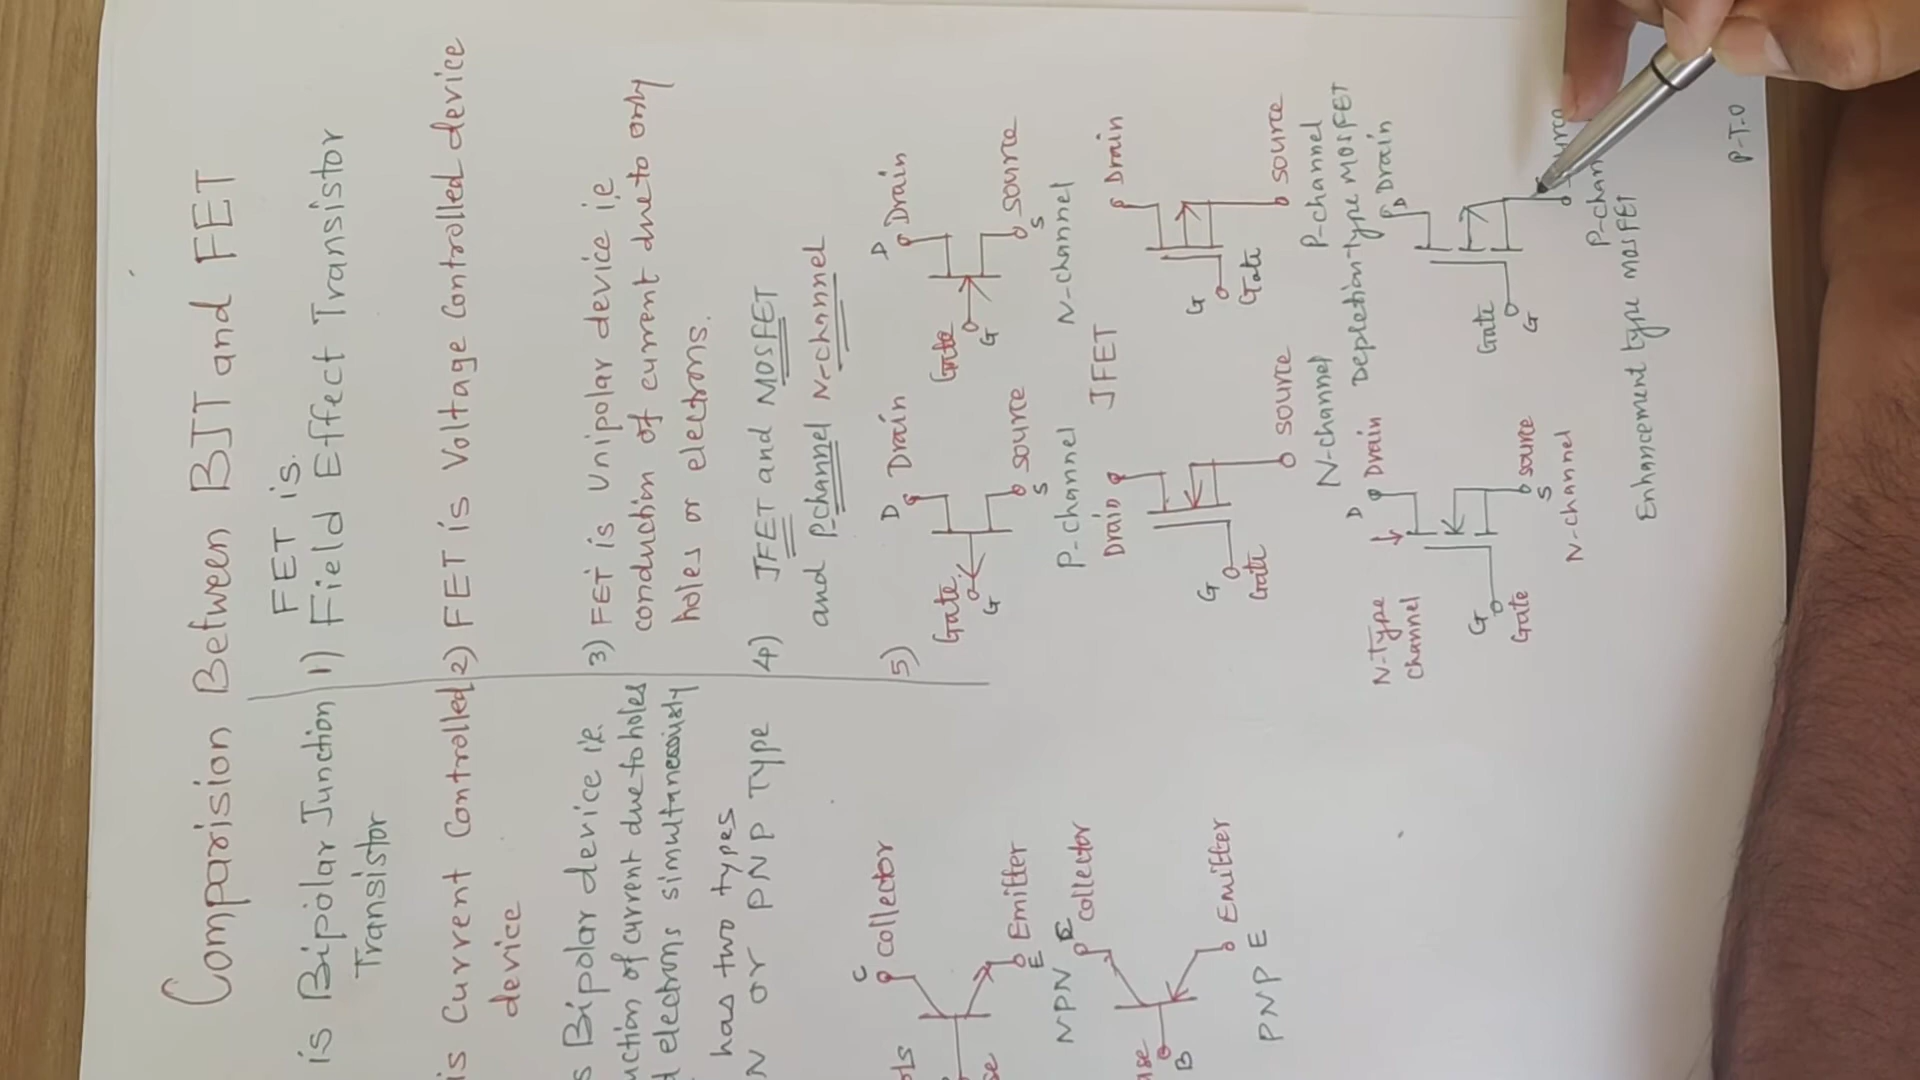 Comparision Between BJT and FET
is Bipolar Junction
Transistor
is Current Controlled
device
Bipolar device i.e.
of current due to holes
electrons simultaneously
has two types
N or PNP TYPE
C
collector
E
Emitter
NPN
E
collector
B
Emitter
E
PNP
FET is.
1) Field Effect Transistor
2) FET is Voltage Controlled device
3) FET is Unipolar device i.e
conduction of current due to only
holes or electrons.
4) JFET and MOSFET
and P-channel N-channel
5)
D Drain
Gate
G
S source
P-channel
D Drain
Gate
G
S source
N-channel
JFET
Drain
G
Gate
source
N-channel
Drain
G
Gate
source
P-channel
Depletion-type MOSFET
N-type
channel
D Drain
G
Gate
source
S
N-channel
D Drain
Gate
G
Enhancement type MOSFET
P-T-O